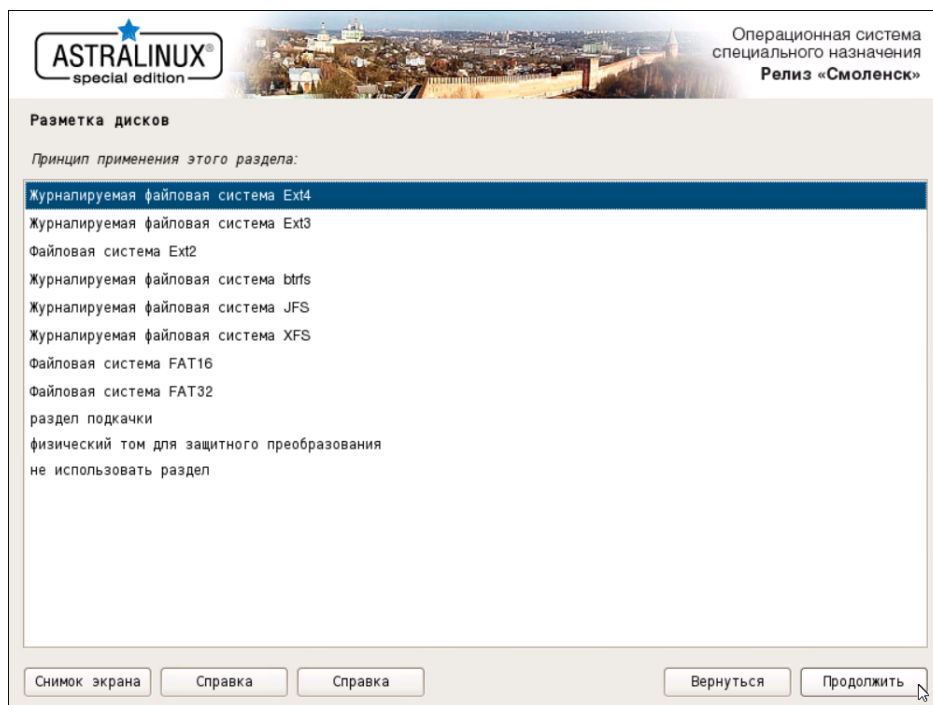 ASTRALINUX®
special edition
Операционная система
специального назначения
Релиз «Смоленск»
Разметка дисков
Принцип применения этого раздела:
Журналируемая файловая система Ext4
Журналируемая файловая система Ext3
Файловая система Ext2
Журналируемая файловая система btrfs
Журналируемая файловая система JFS
Журналируемая файловая система XFS
Файловая система FAT16
Файловая система FAT32
раздел подкачки
физический том для защитного преобразования
не использовать раздел
Снимок экрана
Справка
Справка
Вернуться
Продолжить